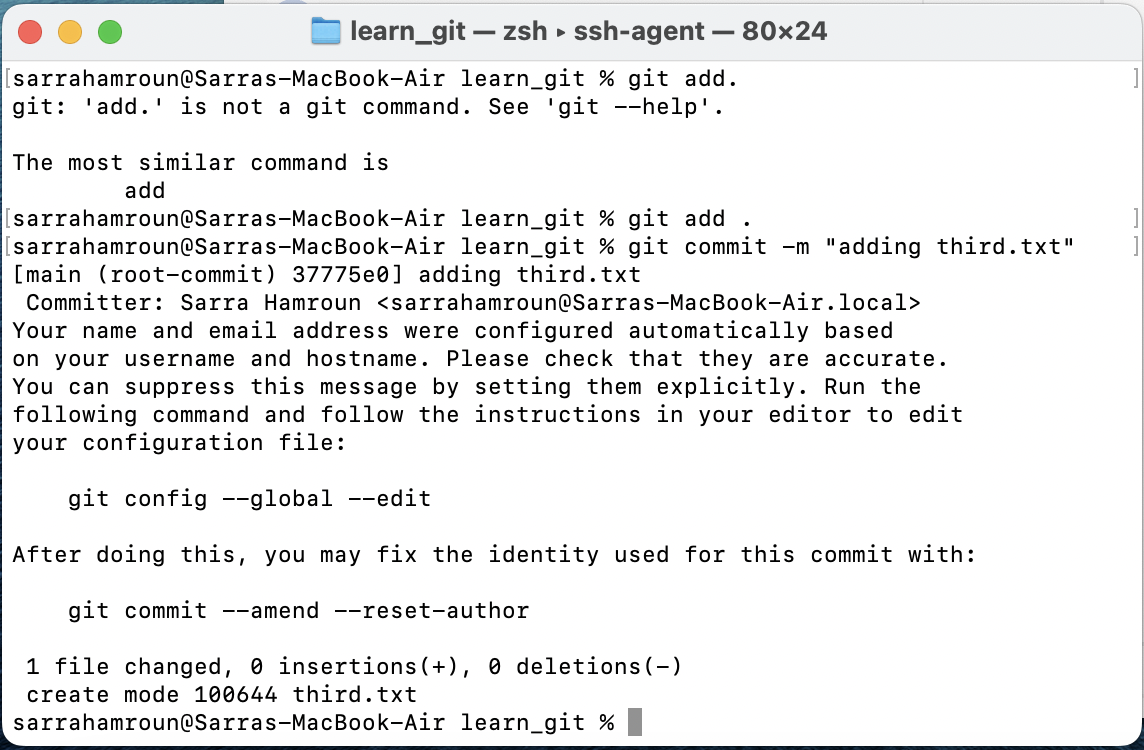 learn_git — zsh ▸ ssh-agent — 80×24
[sarrahamroun@Sarras-MacBook-Air learn_git % git add. ]
git: 'add.' is not a git command. See 'git --help'.

The most similar command is
        add
[sarrahamroun@Sarras-MacBook-Air learn_git % git add . ]
[sarrahamroun@Sarras-MacBook-Air learn_git % git commit -m "adding third.txt" ]
[main (root-commit) 37775e0] adding third.txt
 Committer: Sarra Hamroun <sarrahamroun@Sarras-MacBook-Air.local>
Your name and email address were configured automatically based
on your username and hostname. Please check that they are accurate.
You can suppress this message by setting them explicitly. Run the
following command and follow the instructions in your editor to edit
your configuration file:

    git config --global --edit

After doing this, you may fix the identity used for this commit with:

    git commit --amend --reset-author

 1 file changed, 0 insertions(+), 0 deletions(-)
 create mode 100644 third.txt
sarrahamroun@Sarras-MacBook-Air learn_git %